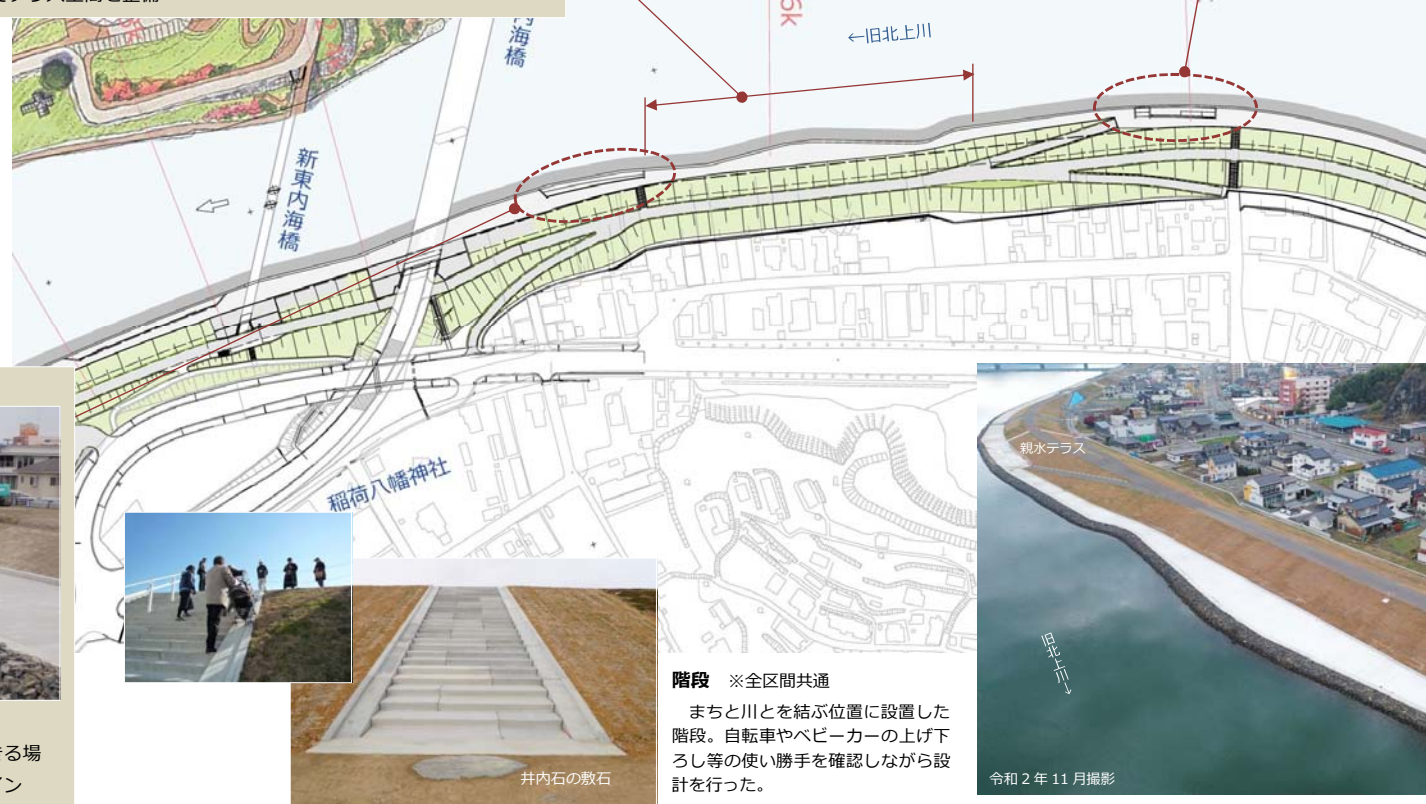 内海橋
5k
←旧北上川
新東内海橋
稲荷八幡神社
親水テラス
旧北上川→
令和２年 11 月撮影
井内石の敷石
階段　※全区間共通
まちと川とを結ぶ位置に設置した
階段。自転車やベビーカーの上げ下
ろし等の使い勝手を確認しながら設
計を行った。
きる場
イン